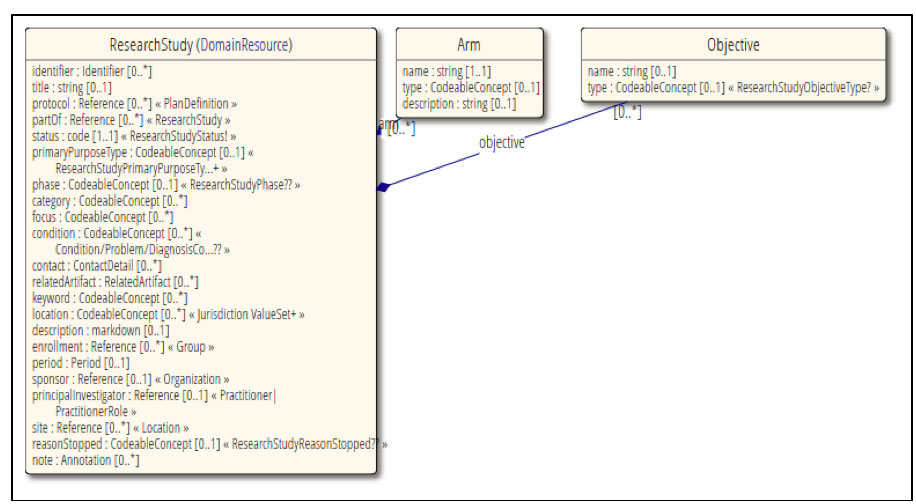 ResearchStudy (DomainResource)
identifier : Identifier [0..*]
title : string [0..1]
protocol : Reference [0..*] « PlanDefinition »
partOf : Reference [0..*] « ResearchStudy »
status : code [1..1] « ResearchStudyStatus! »
primaryPurposeType : CodeableConcept [0..1] «
ResearchStudyPrimaryPurposeTy...+ »
phase : CodeableConcept [0..1] « ResearchStudyPhase?? »
category : CodeableConcept [0..*]
focus : CodeableConcept [0..*]
condition : CodeableConcept [0..*] «
Condition/Problem/DiagnosisCo...?? »
contact : ContactDetail [0..*]
relatedArtifact : RelatedArtifact [0..*]
keyword : CodeableConcept [0..*]
location : CodeableConcept [0..*] « Jurisdiction ValueSet+ »
description : markdown [0..1]
enrollment : Reference [0..*] « Group »
period : Period [0..1]
sponsor : Reference [0..1] « Organization »
principalInvestigator : Reference [0..1] « Practitioner|
PractitionerRole »
site : Reference [0..*] « Location »
reasonStopped : CodeableConcept [0..1] « ResearchStudyReasonStopped?? »
note : Annotation [0..*]
Arm
name : string [1..1]
type : CodeableConcept [0..1]
description : string [0..1]
arm
[0..*]
Objective
name : string [0..1]
type : CodeableConcept [0..1] « ResearchStudyObjectiveType? »
[0..*]
objective